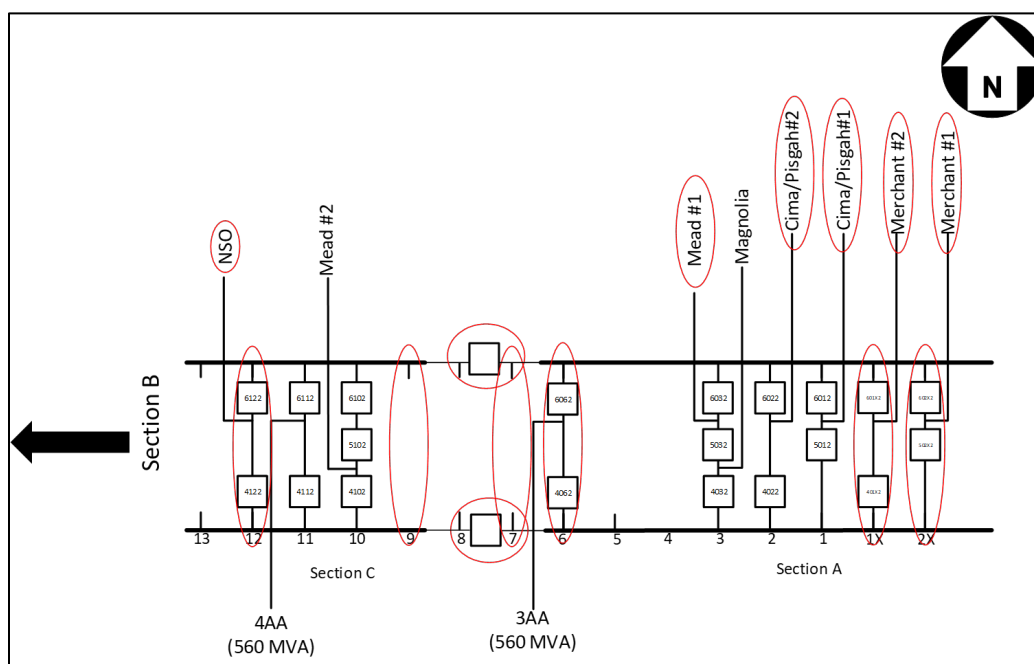 N
NSO
Mead #2
Mead #1
Magnolia
Cima/Pisgah#2
Cima/Pisgah#1
Merchant #2
Merchant #1
Section B
6122
6112
6102
6062
6032
6022
6012
601X2
5102
5032
5012
4122
4112
4102
4062
4032
4022
401X2
13
12
11
10
9
8
7
6
5
4
3
2
1
1X
2X
Section C
Section A
4AA
(560 MVA)
3AA
(560 MVA)